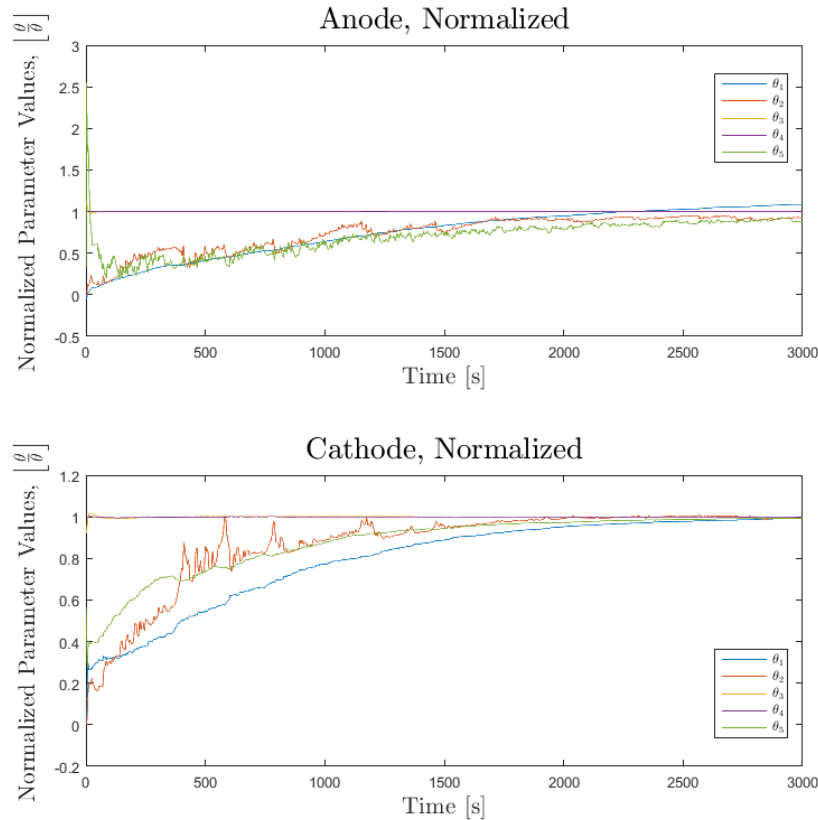 Anode, Normalized
Normalized Parameter Values, [θ/θ]
3
2.5
2
1.5
1
0.5
0
-0.5
θ₁
θ₂
θ₃
θ₄
θ₅
0 500 1000 1500 2000 2500 3000
Time [s]
Cathode, Normalized
Normalized Parameter Values, [θ/θ]
1.2
1
0.8
0.6
0.4
0.2
0
-0.2
θ₁
θ₂
θ₃
θ₄
θ₅
0 500 1000 1500 2000 2500 3000
Time [s]